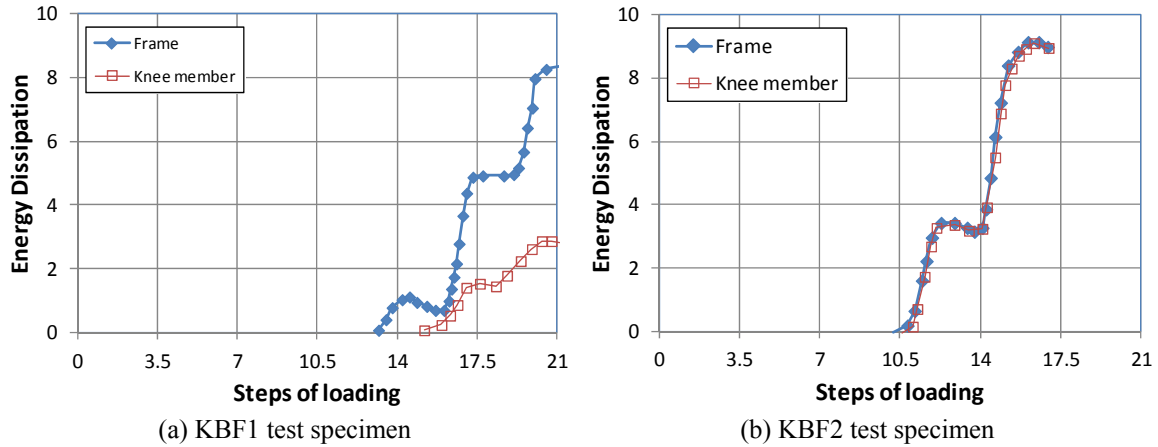 10
8
6
4
2
0
Energy Dissipation
Frame
Knee member
0 3.5 7 10.5 14 17.5 21
Steps of loading
(a) KBF1 test specimen
10
8
6
4
2
0
Energy Dissipation
Frame
Knee member
0 3.5 7 10.5 14 17.5 21
Steps of loading
(b) KBF2 test specimen